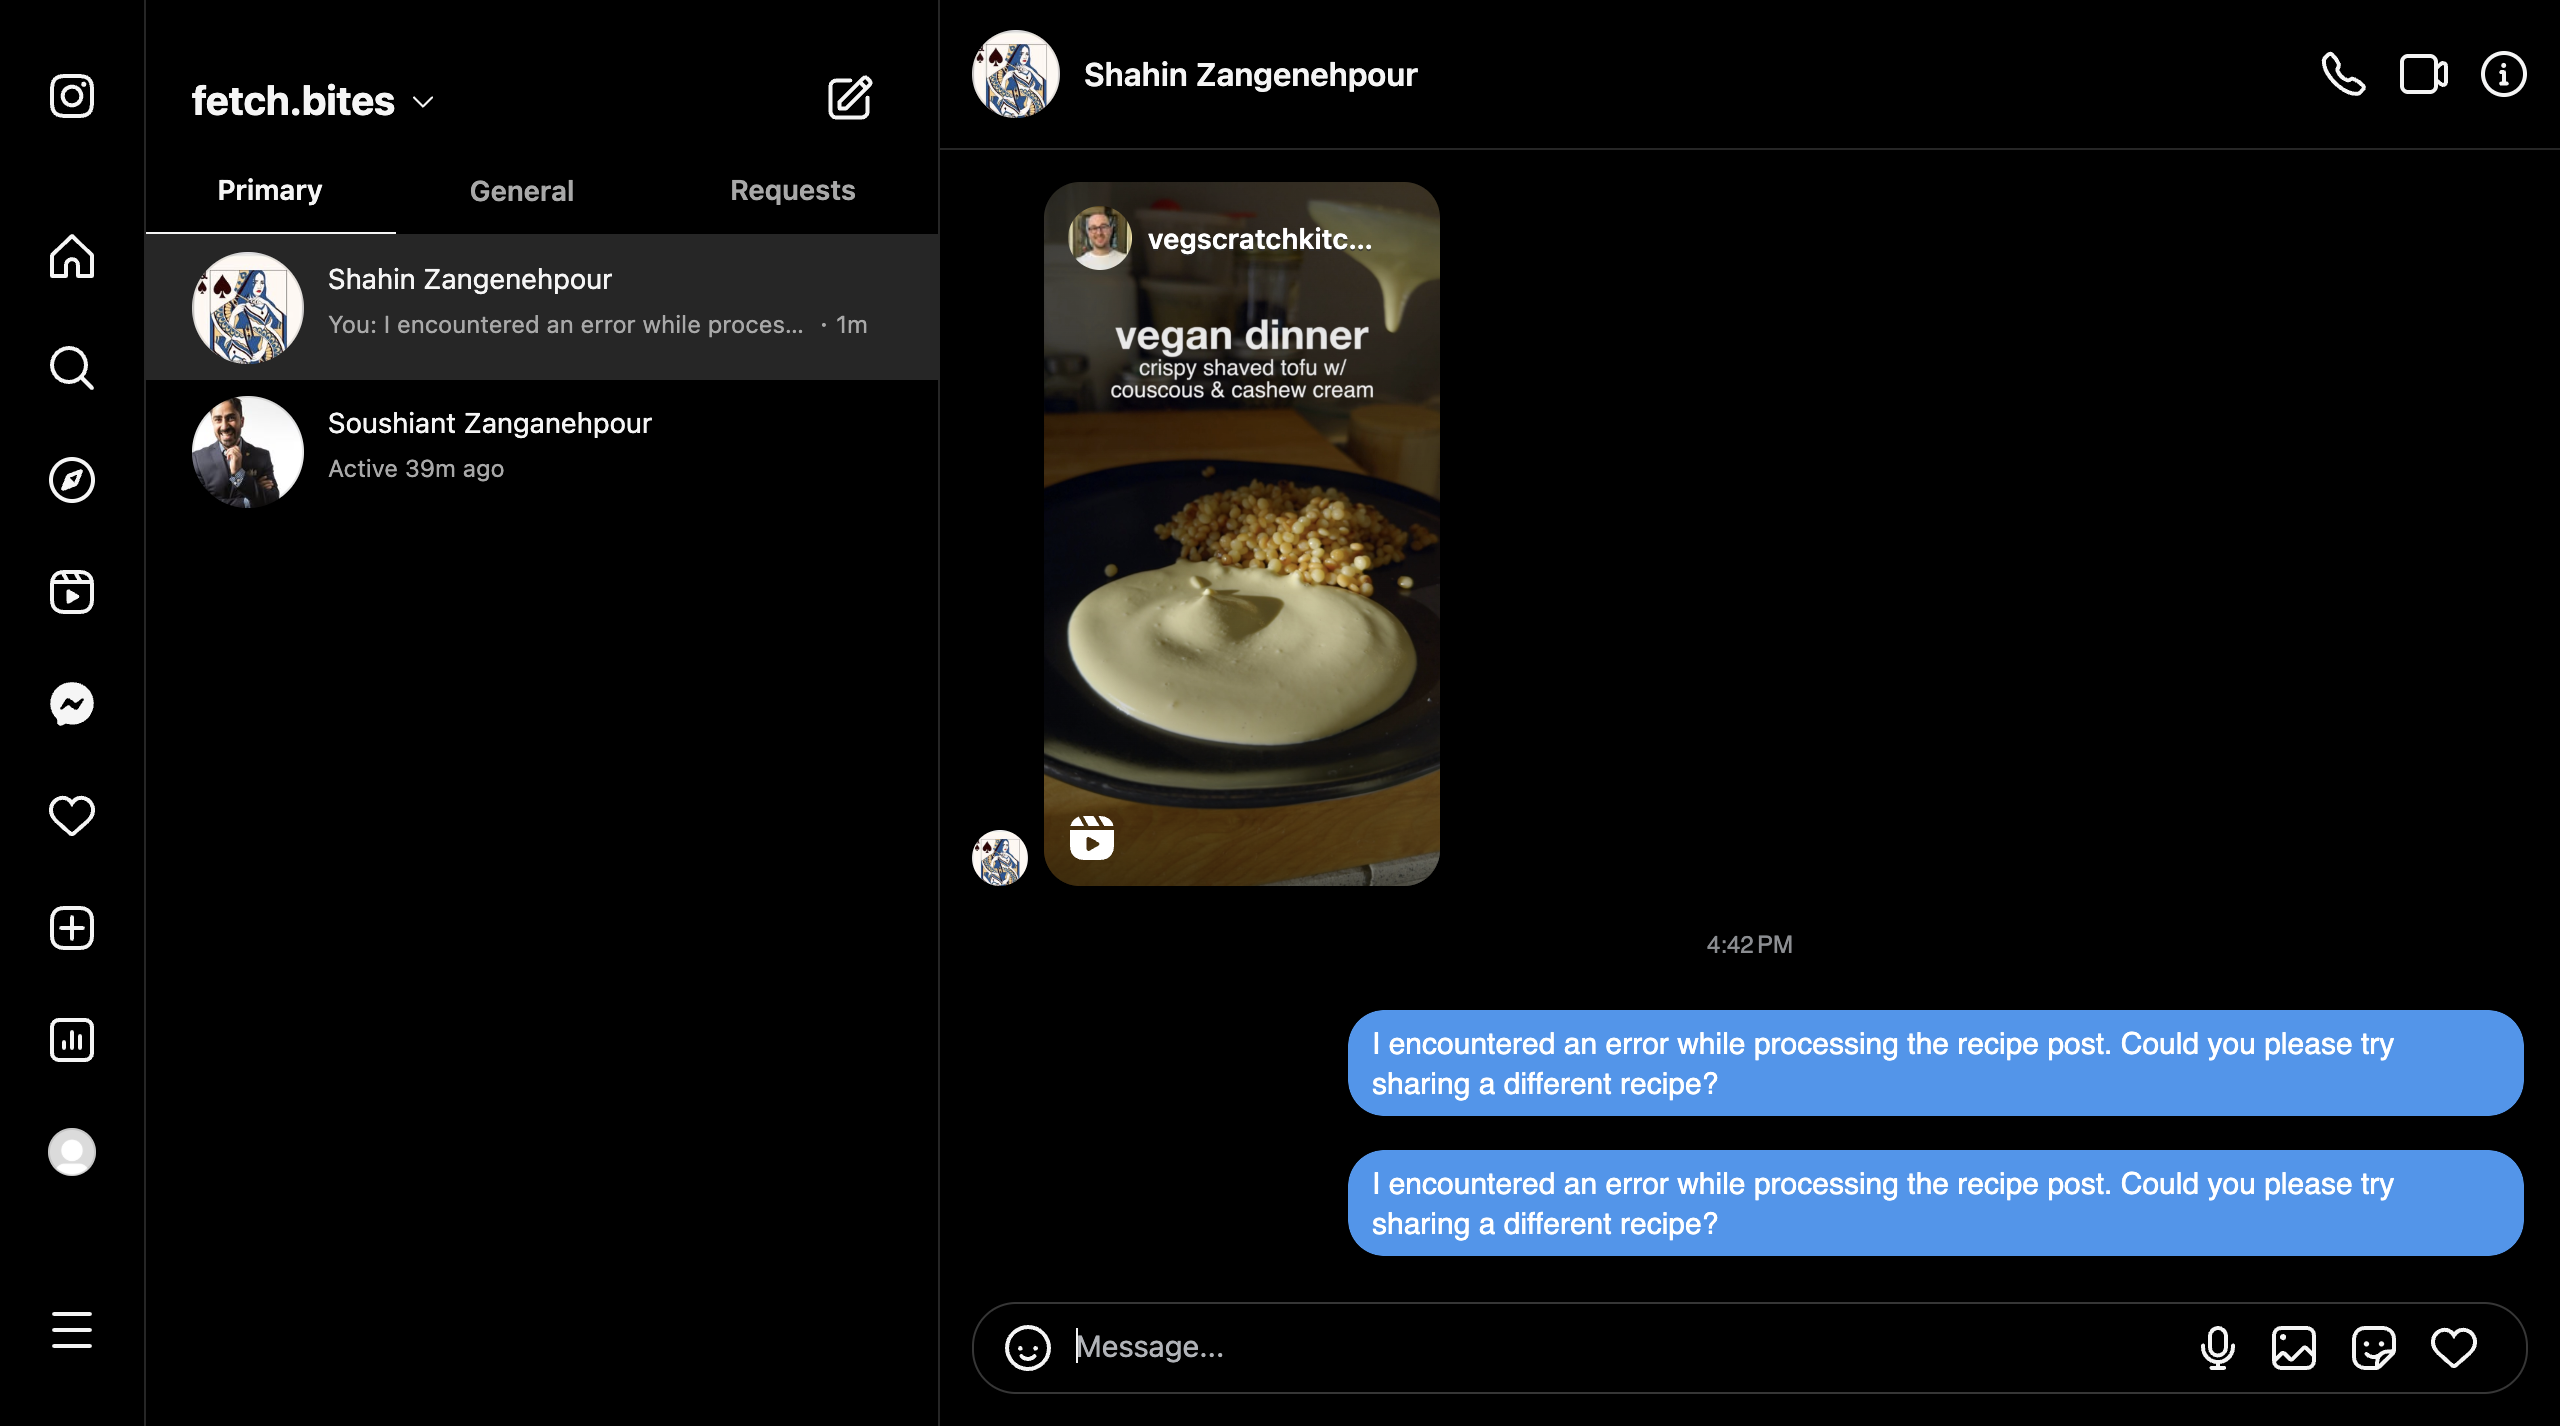 fetch.bites
Primary
General
Requests
Shahin Zangenehpour
You: I encountered an error while proces... · 1m
Soushiant Zanganehpour
Active 39m ago
Shahin Zangenehpour
vegscratchkitc...
vegan dinner
crispy shaved tofu w/
couscous & cashew cream
4:42 PM
I encountered an error while processing the recipe post. Could you please try
sharing a different recipe?
I encountered an error while processing the recipe post. Could you please try
sharing a different recipe?
Message...